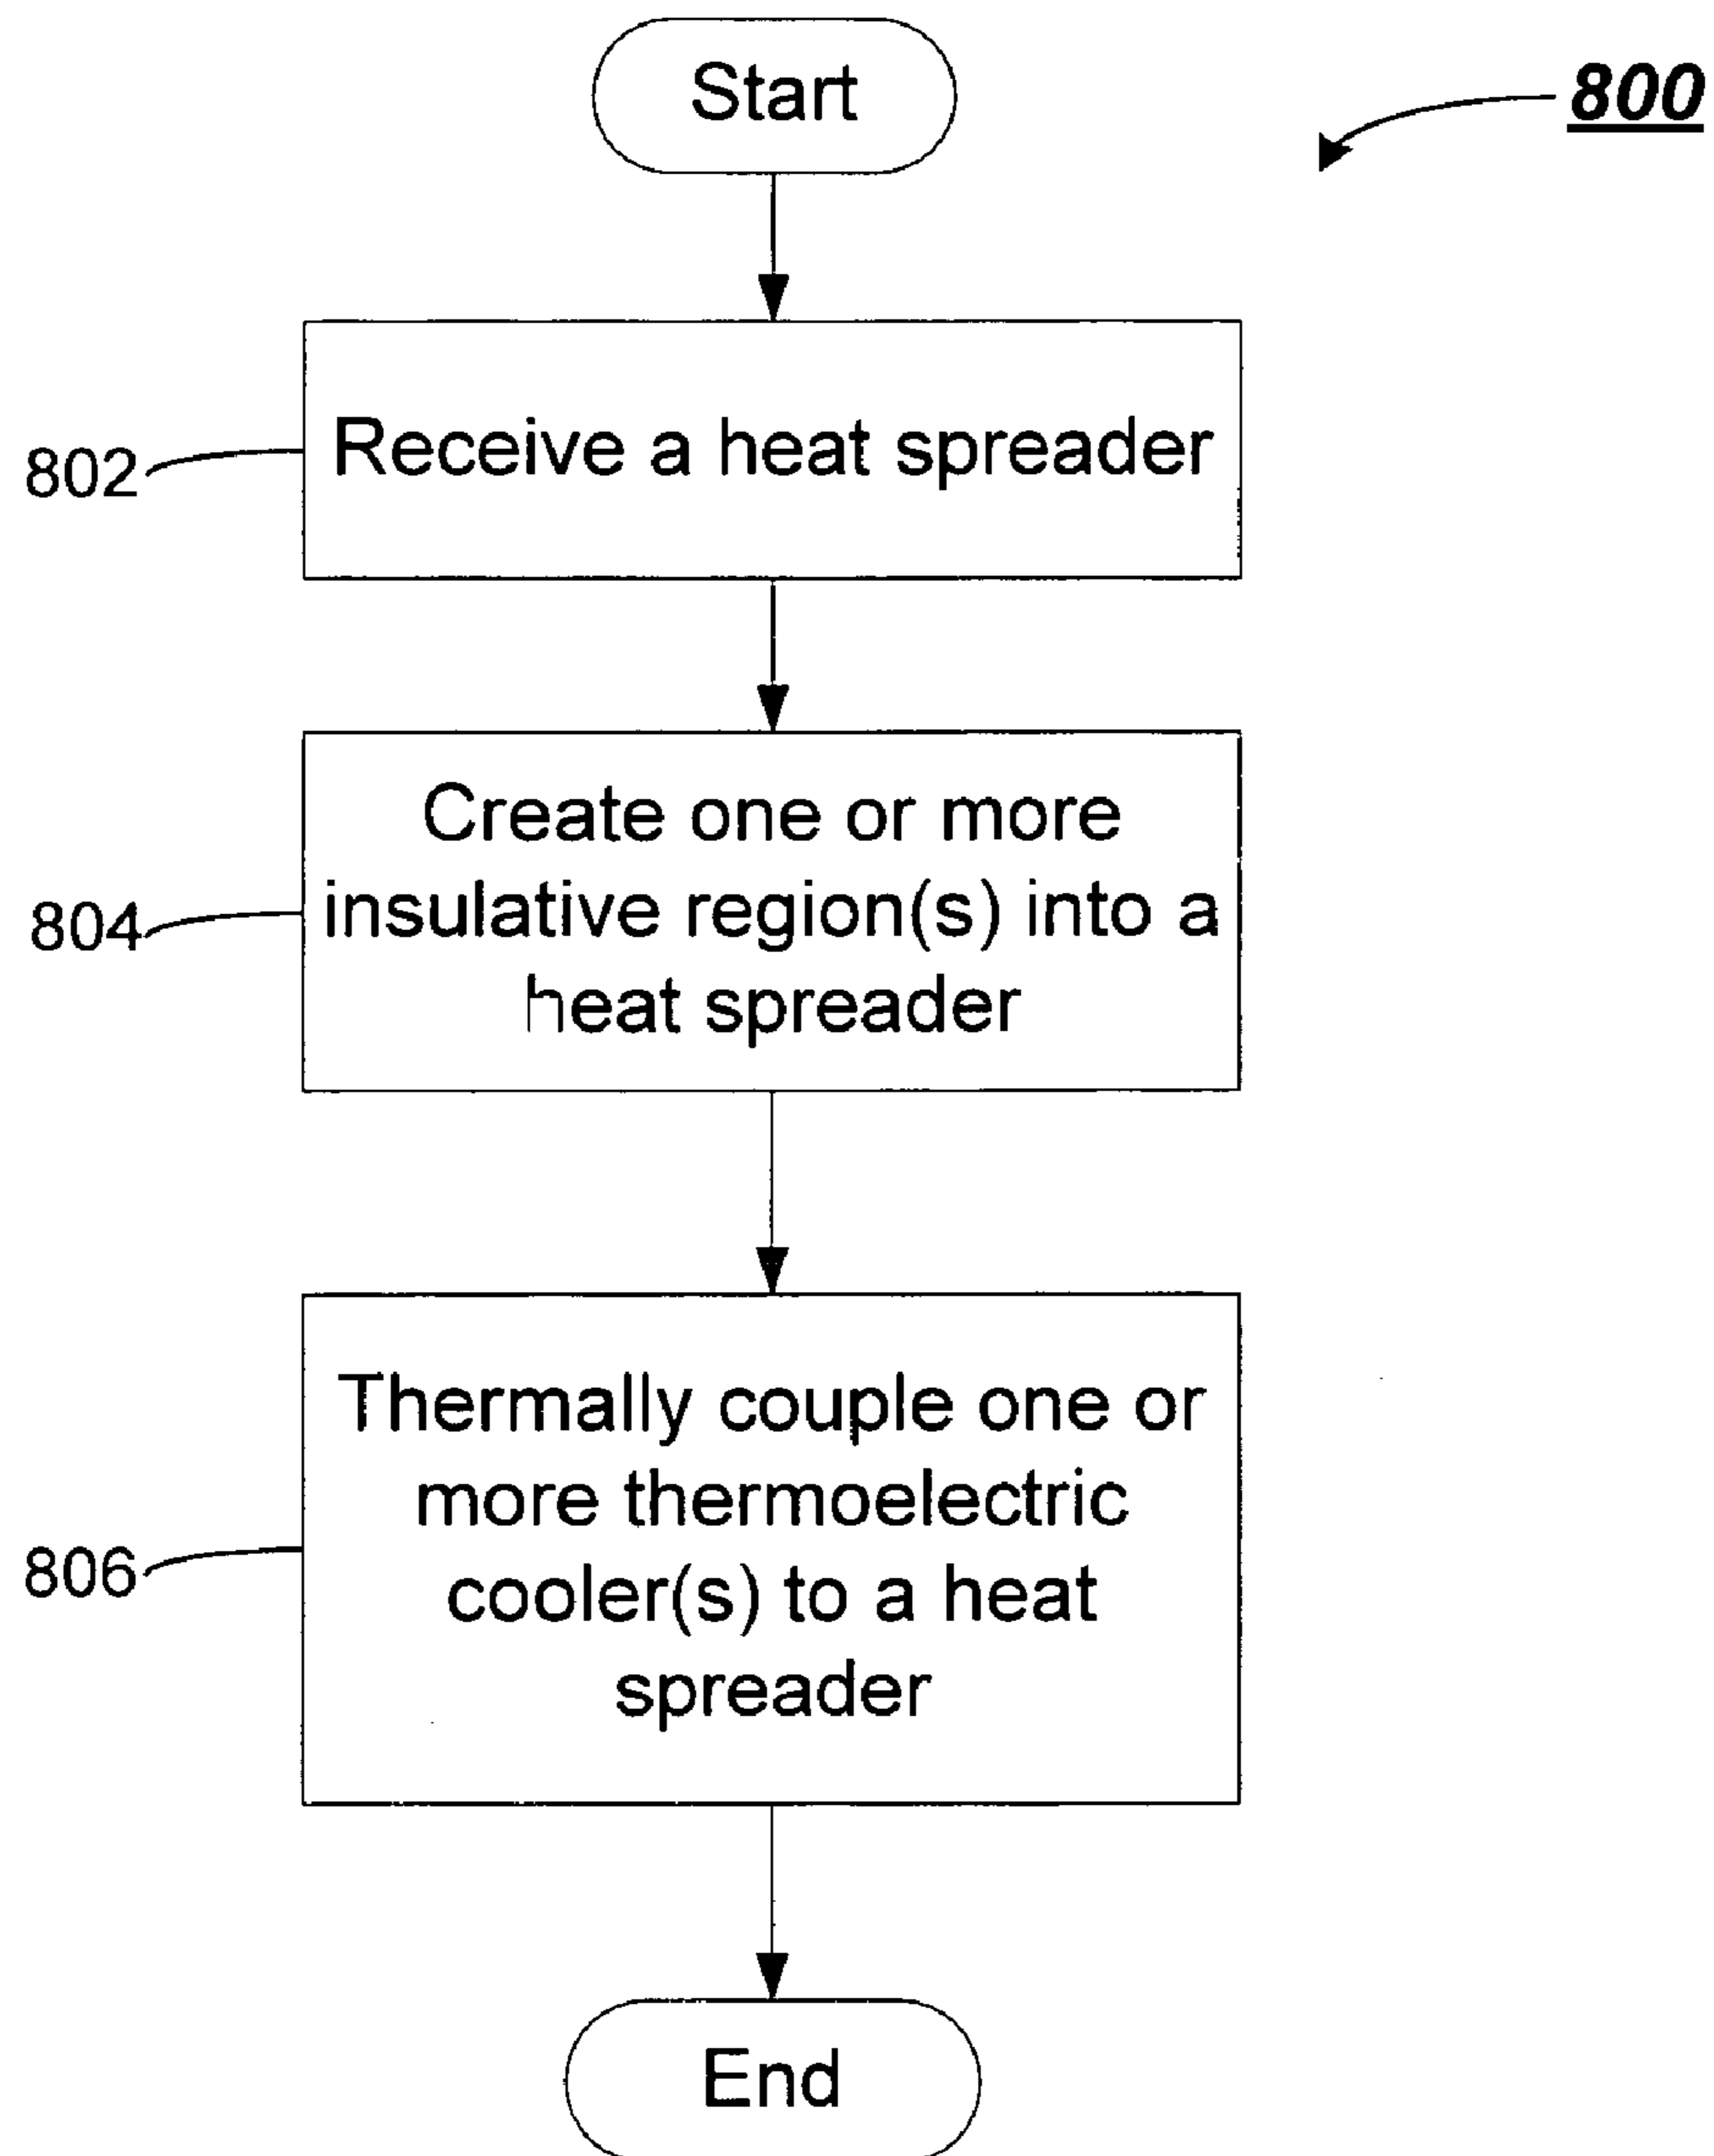 Start
800
802
Receive a heat spreader
804
Create one or more
insulative region(s) into a
heat spreader
806
Thermally couple one or
more thermoelectric
cooler(s) to a heat
spreader
End